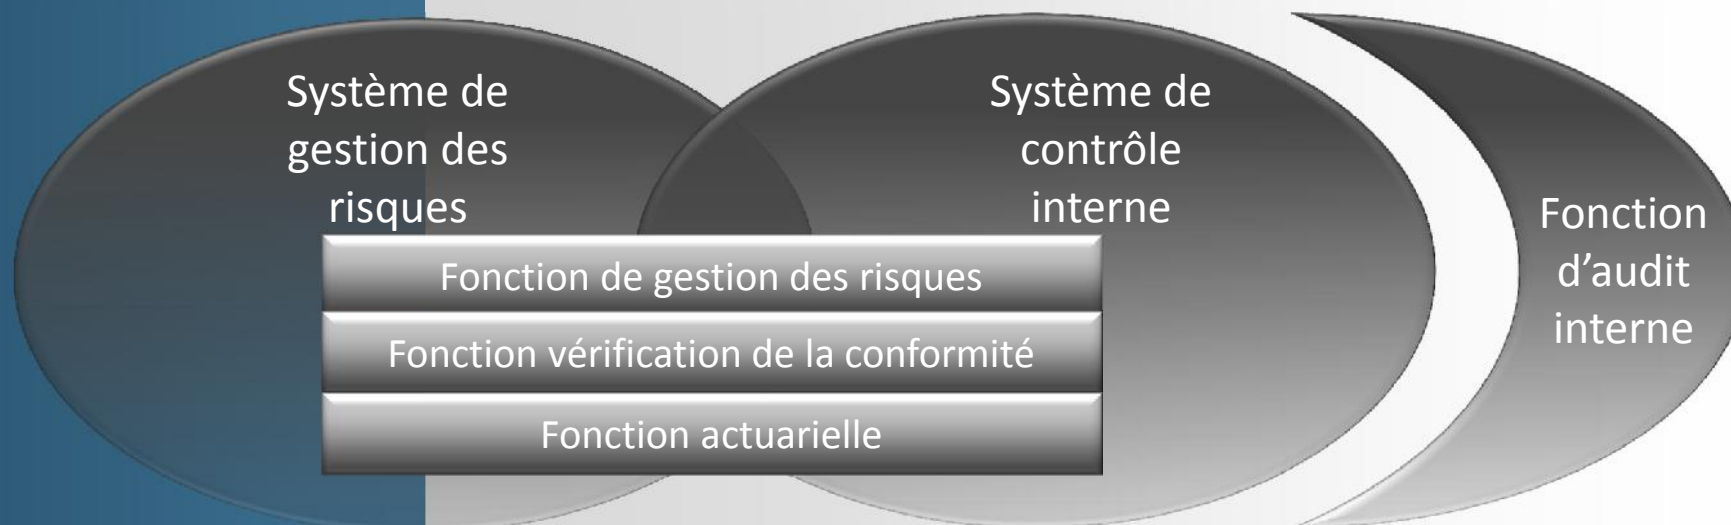 Système de
gestion des
risques
Système de
contrôle
interne
Fonction
d’audit
interne
Fonction de gestion des risques
Fonction vérification de la conformité
Fonction actuarielle